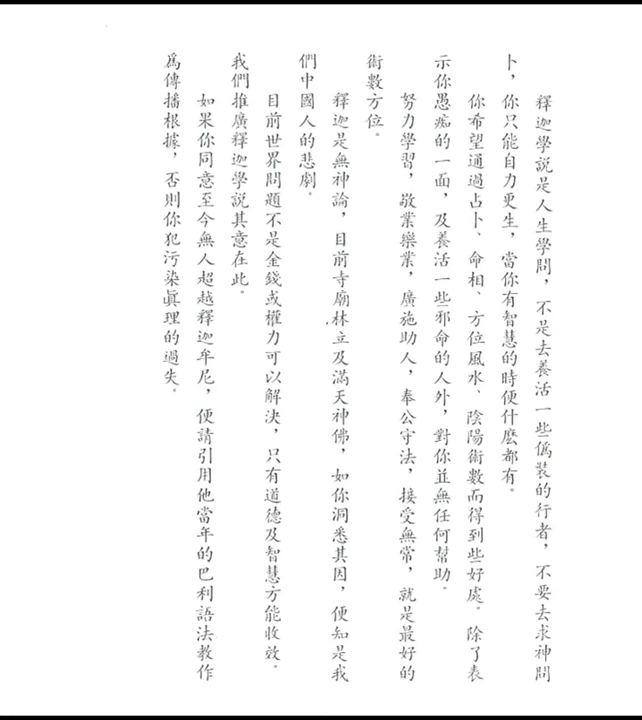 釋迦學說是人生學問，不是去養活一些僞裝的行者，不要去求神問
卜，你只能自力更生，當你有智慧的時便什麽都有。
你希望通過占卜、命相、方位風水、陰陽術數而得到些好處。除了表
示你愚痴的一面，及養活一些邪命的人外，對你並無任何幫助。
努力學習，敬業樂業，廣施助人，奉公守法，接受無常，就是最好的
術數方位。
釋迦是無神論，目前寺廟林立及滿天神佛，如你洞悉其因，便知是我
們中國人的悲劇。
目前世界問題不是金錢或權力可以解決，只有道德及智慧方能收效。
我們推廣釋迦學說其意在此。
如果你同意至今無人超越釋迦牟尼，便請引用他當年的巴利語法教作
爲傳播根據，否則你犯污染眞理的過失。